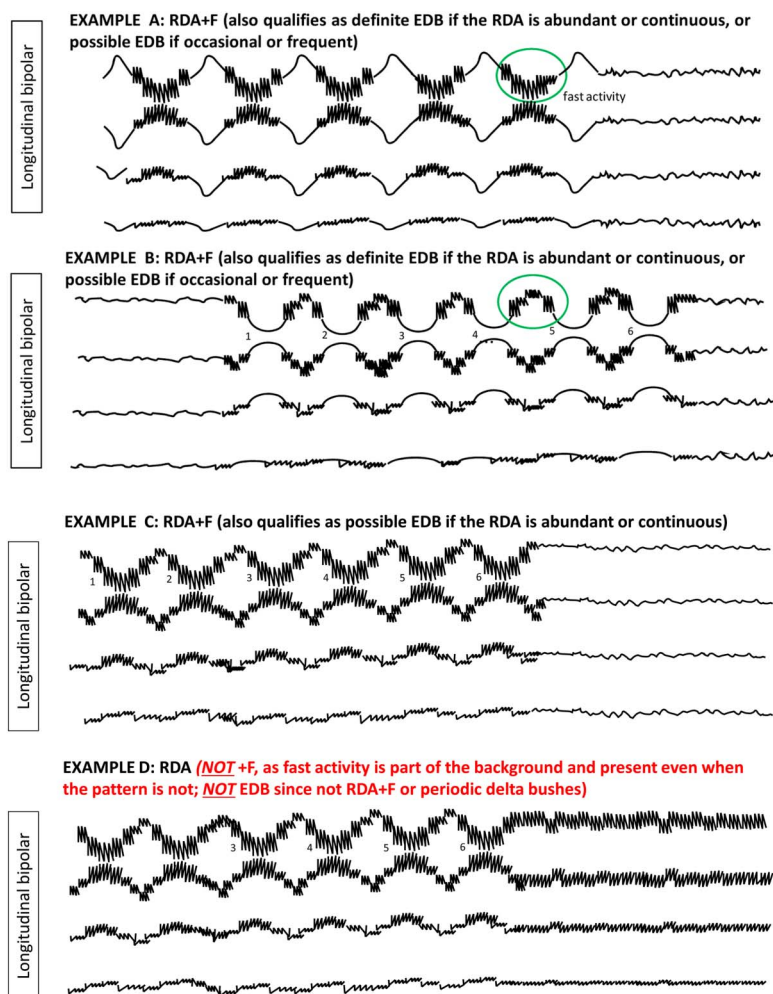 EXAMPLE A: RDA+F (also qualifies as definite EDB if the RDA is abundant or continuous, or
possible EDB if occasional or frequent)
Longitudinal bipolar
fast activity
EXAMPLE B: RDA+F (also qualifies as definite EDB if the RDA is abundant or continuous, or
possible EDB if occasional or frequent)
Longitudinal bipolar
1 2 3 4 5 6
EXAMPLE C: RDA+F (also qualifies as possible EDB if the RDA is abundant or continuous)
Longitudinal bipolar
1 2 3 4 5 6
EXAMPLE D: RDA (NOT +F, as fast activity is part of the background and present even when
the pattern is not; NOT EDB since not RDA+F or periodic delta bushes)
Longitudinal bipolar
3 4 5 6